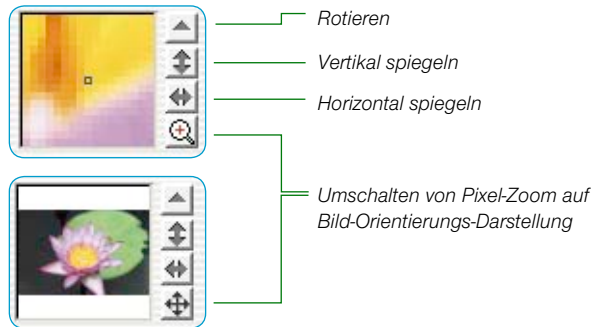 Rotieren
Vertikal spiegeln
Horizontal spiegeln
Umschalten von Pixel-Zoom auf
Bild-Orientierungs-Darstellung